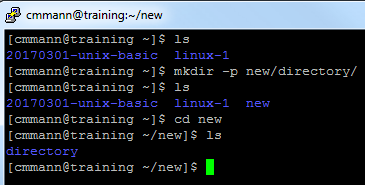 cmmann@training:~/new
[cmmann@training ~]$ ls
20170301-unix-basic  linux-1
[cmmann@training ~]$ mkdir -p new/directory/
[cmmann@training ~]$ ls
20170301-unix-basic  linux-1  new
[cmmann@training ~]$ cd new
[cmmann@training ~/new]$ ls
directory
[cmmann@training ~/new]$